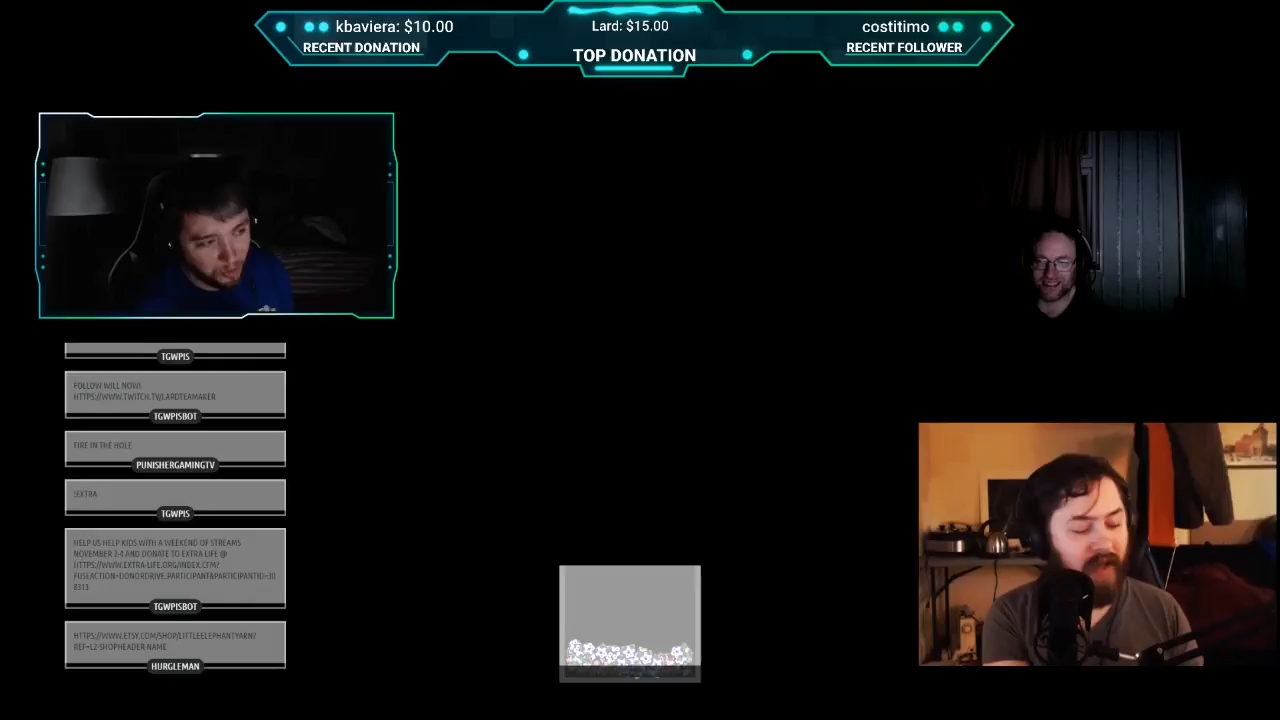 kbaviera: $10.00
RECENT DONATION
Lard: $15.00
TOP DONATION
costitimo
RECENT FOLLOWER
TGWPIS
FOLLOW WILL NOW!
HTTPS://WWW.TWITCH.TV/LARDTEAMAKER
TGWPISBOT
FIRE IN THE HOLE
PUNISHERGAMINGTV
!EXTRA
TGWPIS
HELP US HELP KIDS WITH A WEEKEND OF STREAMS
NOVEMBER 2-4 AND DONATE TO EXTRA LIFE @
HTTPS://WWW.EXTRA-LIFE.ORG/INDEX.CFM?
FUSEACTION=DONORDRIVE.PARTICIPANT&PARTICIPANTID=31
8313
TGWPISBOT
HTTPS://WWW.ETSY.COM/SHOP/LITTLEELEPHANTYARN?
REF=L2-SHOPHEADER-NAME
HURGLEMAN